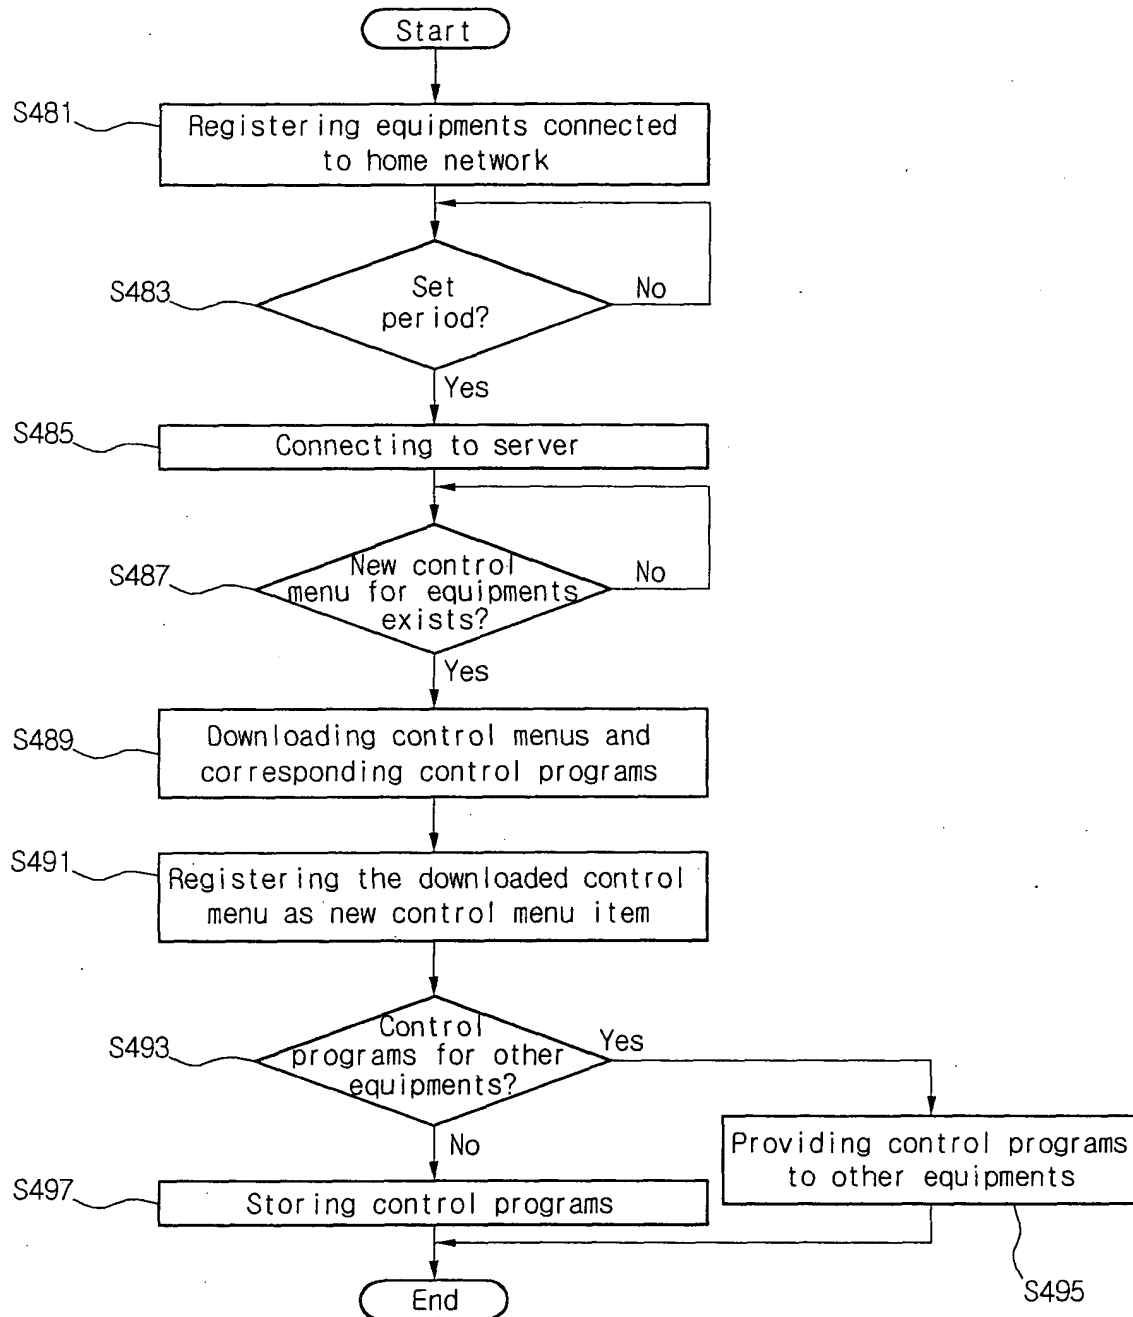 Start
S481
Registering equipments connected
to home network
S483
Set
period?
No
Yes
S485
Connecting to server
S487
New control
menu for equipments
exists?
No
Yes
S489
Downloading control menus and
corresponding control programs
S491
Registering the downloaded control
menu as new control menu item
S493
Control
programs for other
equipments?
Yes
No
Providing control programs
to other equipments
S497
Storing control programs
S495
End